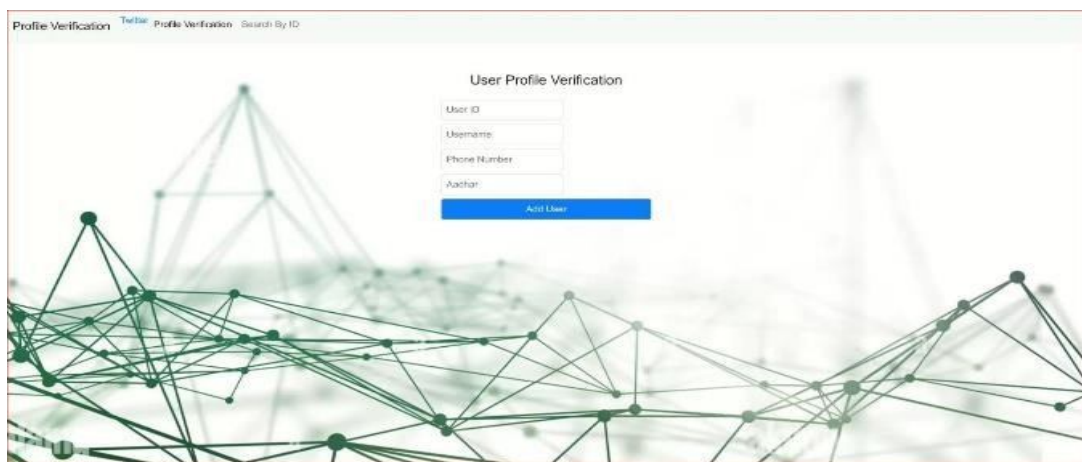 Profile Verification Twitter Profile Verification Search By ID
User Profile Verification
User ID
Username
Phone Number
Aadhar
Add User